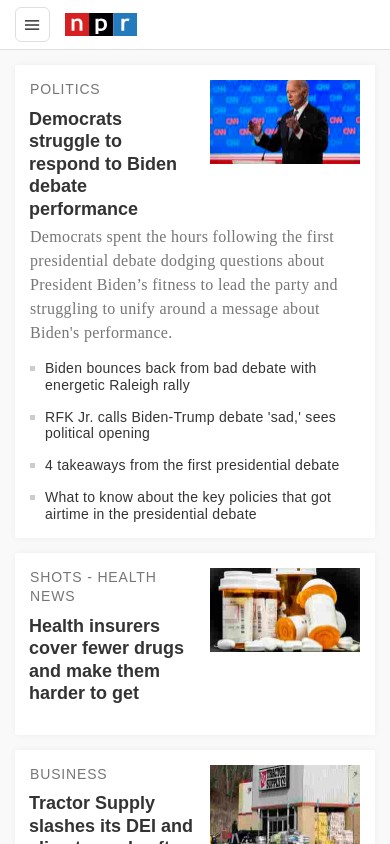 npr
POLITICS
Democrats
struggle to
respond to Biden
debate
performance
Democrats spent the hours following the first
presidential debate dodging questions about
President Biden’s fitness to lead the party and
struggling to unify around a message about
Biden's performance.
Biden bounces back from bad debate with
energetic Raleigh rally
RFK Jr. calls Biden-Trump debate 'sad,' sees
political opening
4 takeaways from the first presidential debate
What to know about the key policies that got
airtime in the presidential debate
SHOTS - HEALTH
NEWS
Health insurers
cover fewer drugs
and make them
harder to get
BUSINESS
Tractor Supply
slashes its DEI and